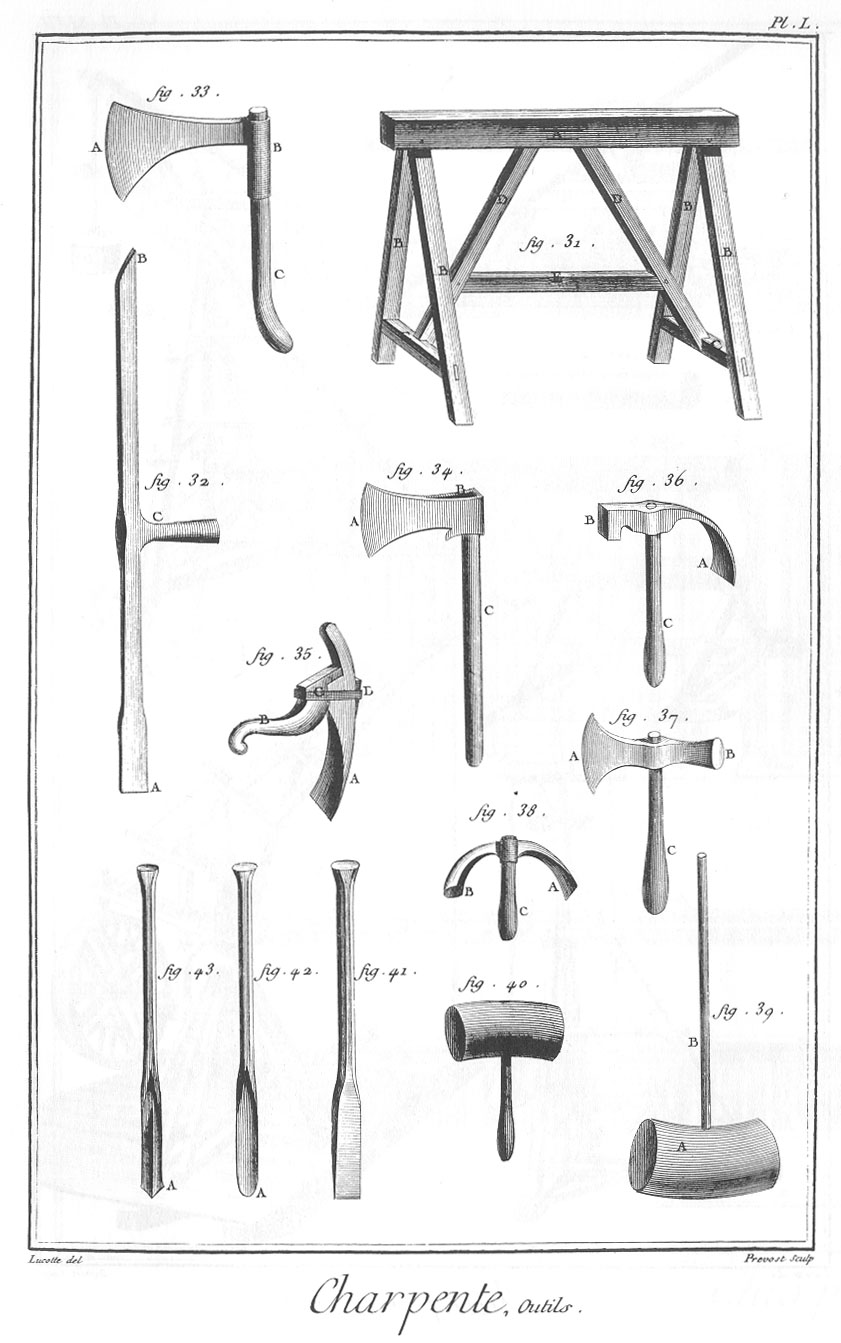 Pl. L.
fig. 33.
A
B
C
A
B
B
B
B
D
D
E
C
fig. 31.
B
fig. 32.
C
A
fig. 34.
B
A
C
fig. 36.
B
A
C
fig. 35.
G
D
B
A
fig. 37.
A
B
C
fig. 38.
B
A
C
fig. 43.
A
fig. 42.
A
fig. 41.
fig. 40.
fig. 39.
B
A
Lucotte del
Prevost Sculp
Charpente, Outils.